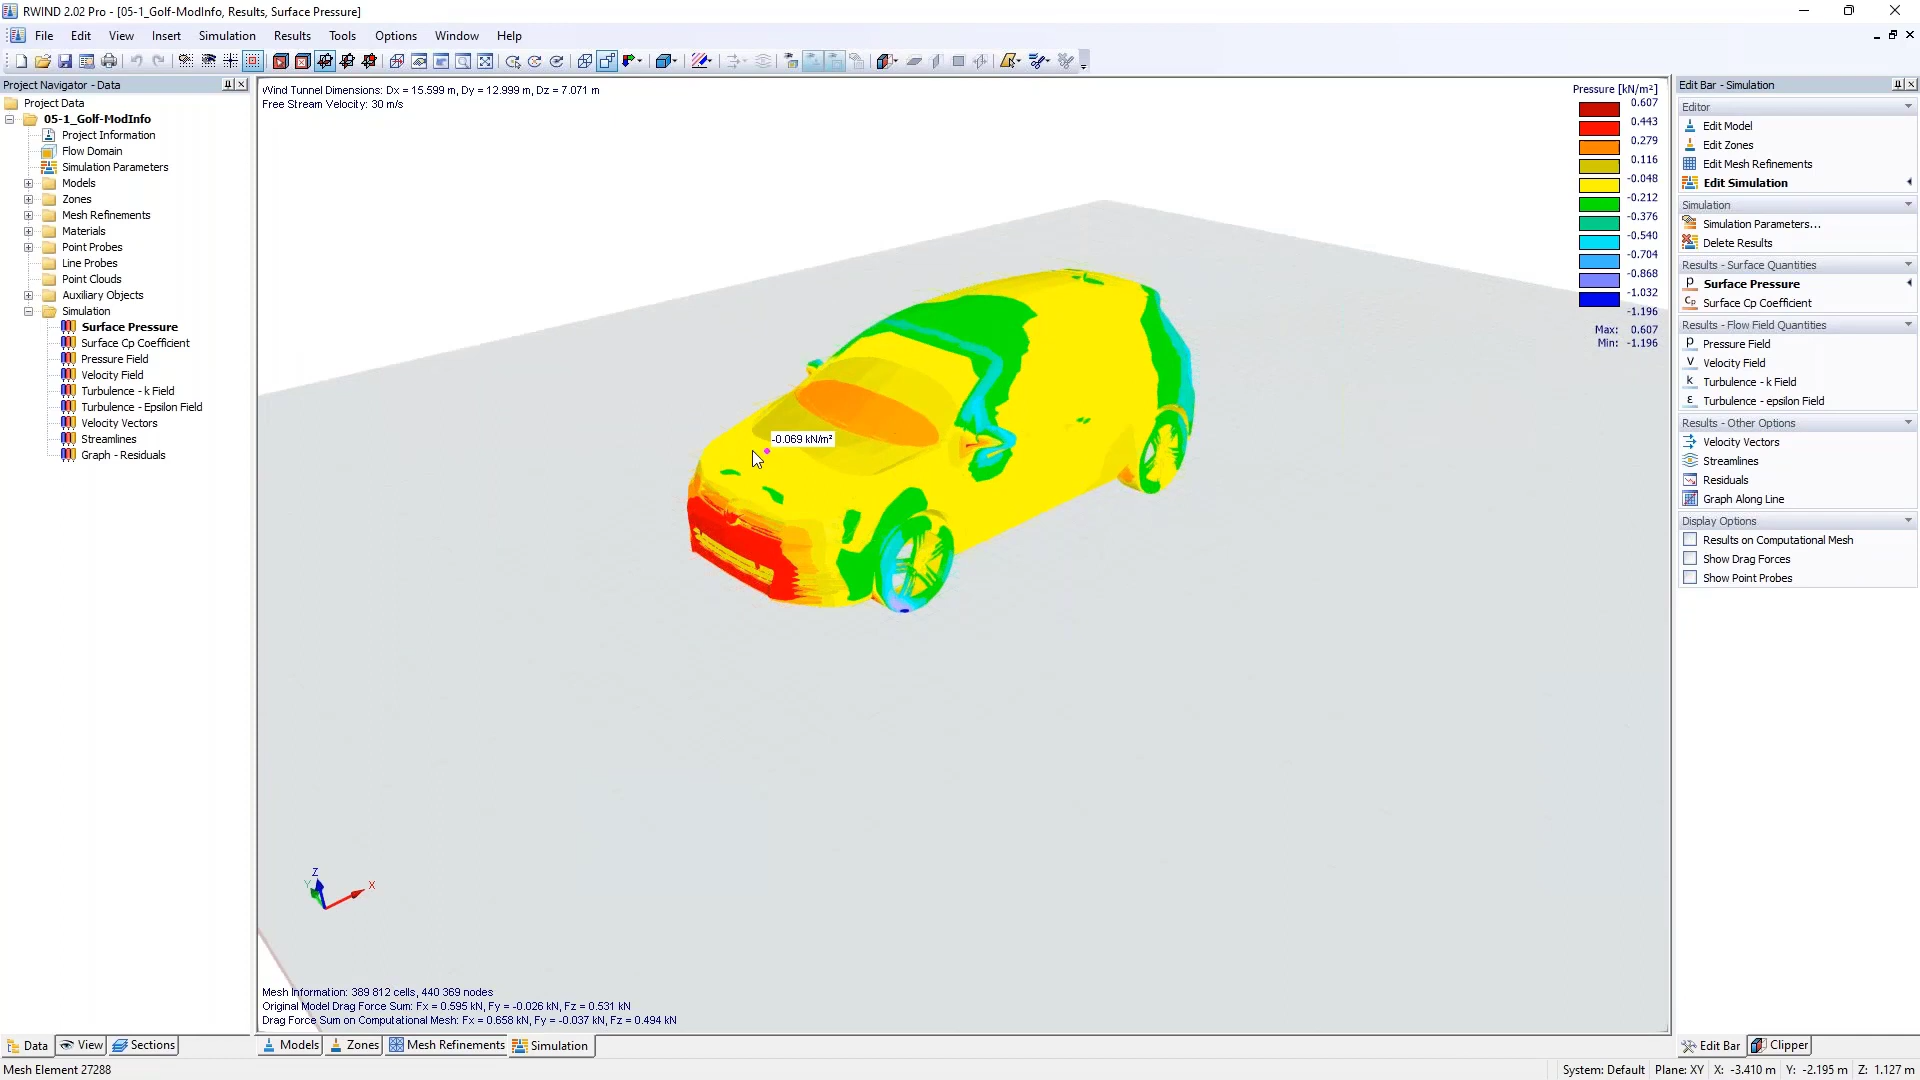 RWIND 2.02 Pro - [05-1_Golf-ModInfo, Results, Surface Pressure]
File Edit View Insert Simulation Results Tools Options Window Help
Project Navigator - Data
Project Data
05-1_Golf-ModInfo
Project Information
Flow Domain
Simulation Parameters
Models
Zones
Mesh Refinements
Materials
Point Probes
Line Probes
Point Clouds
Auxiliary Objects
Simulation
Surface Pressure
Surface Cp Coefficient
Pressure Field
Velocity Field
Turbulence - k Field
Turbulence - Epsilon Field
Velocity Vectors
Streamlines
Graph - Residuals
Data View Sections
Wind Tunnel Dimensions: Dx = 15.599 m, Dy = 12.999 m, Dz = 7.071 m
Free Stream Velocity: 30 m/s
Pressure [kN/m²]
0.607
0.443
0.279
0.116
-0.048
-0.212
-0.376
-0.540
-0.704
-0.868
-1.032
-1.196
Max: 0.607
Min: -1.196
-0.069 kN/m²
Z
Y
X
Mesh Information: 389 812 cells, 440 369 nodes
Original Model Drag Force Sum: Fx = 0.595 kN, Fy = -0.026 kN, Fz = 0.531 kN
Drag Force Sum on Computational Mesh: Fx = 0.658 kN, Fy = -0.037 kN, Fz = 0.494 kN
Models Zones Mesh Refinements Simulation
Edit Bar - Simulation
Editor
Edit Model
Edit Zones
Edit Mesh Refinements
Edit Simulation
Simulation
Simulation Parameters...
Delete Results
Results - Surface Quantities
P Surface Pressure
Cp Surface Cp Coefficient
Results - Flow Field Quantities
P Pressure Field
V Velocity Field
k Turbulence - k Field
ε Turbulence - epsilon Field
Results - Other Options
Velocity Vectors
Streamlines
Residuals
Graph Along Line
Display Options
Results on Computational Mesh
Show Drag Forces
Show Point Probes
Edit Bar Clipper
Mesh Element 27288
System: Default Plane: XY X: -3.410 m Y: -2.195 m Z: 1.127 m